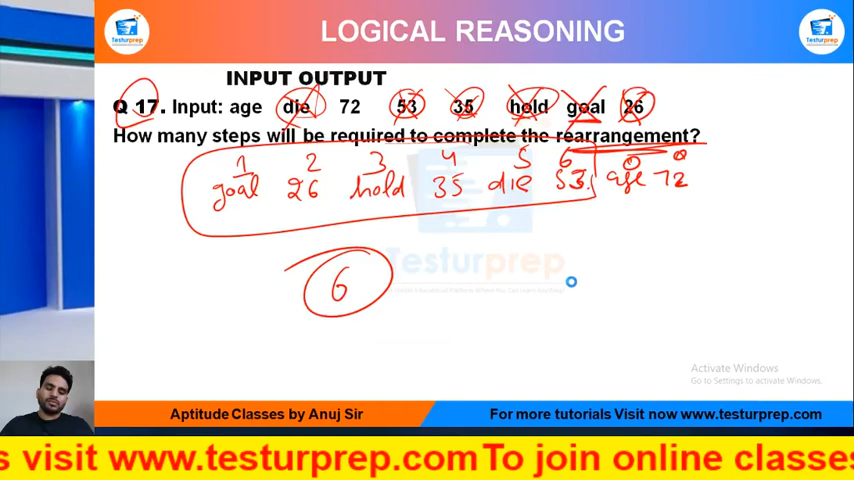 LOGICAL REASONING
Testurprep
Testurprep
INPUT OUTPUT
Q 17. Input: age die 72 53 35 hold goal 26
How many steps will be required to complete the rearrangement?
1 2 3 4 5 6 0 0
goal 26 hold 35 die 53. age 72
Testurprep
6
Activate Windows
Go to Settings to activate Windows.
Aptitude Classes by Anuj Sir
For more tutorials Visit now www.testurprep.com
s visit www.testurprep.com To join online classes